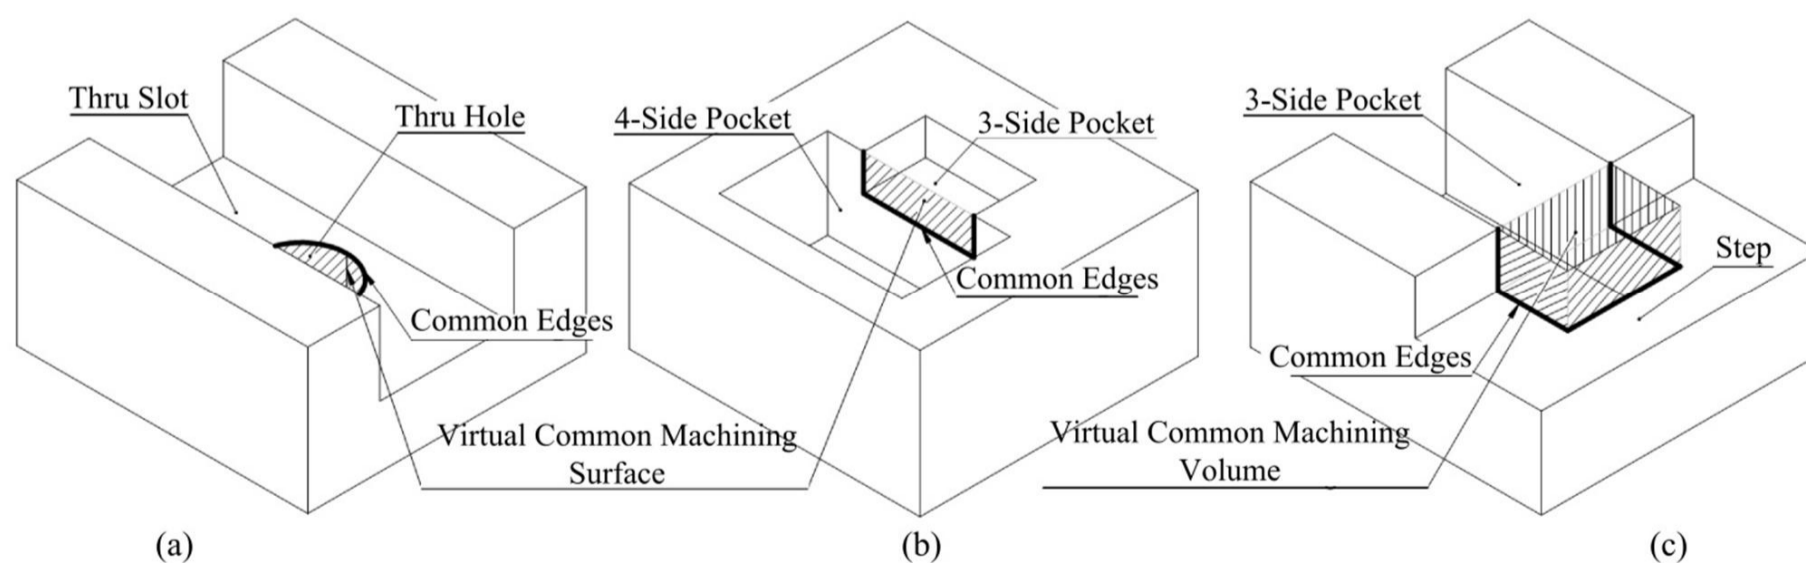 Thru Slot
Thru Hole
Common Edges
Virtual Common Machining
Surface
(a)
4-Side Pocket
3-Side Pocket
Common Edges
(b)
3-Side Pocket
Step
Common Edges
Virtual Common Machining
Volume
(c)